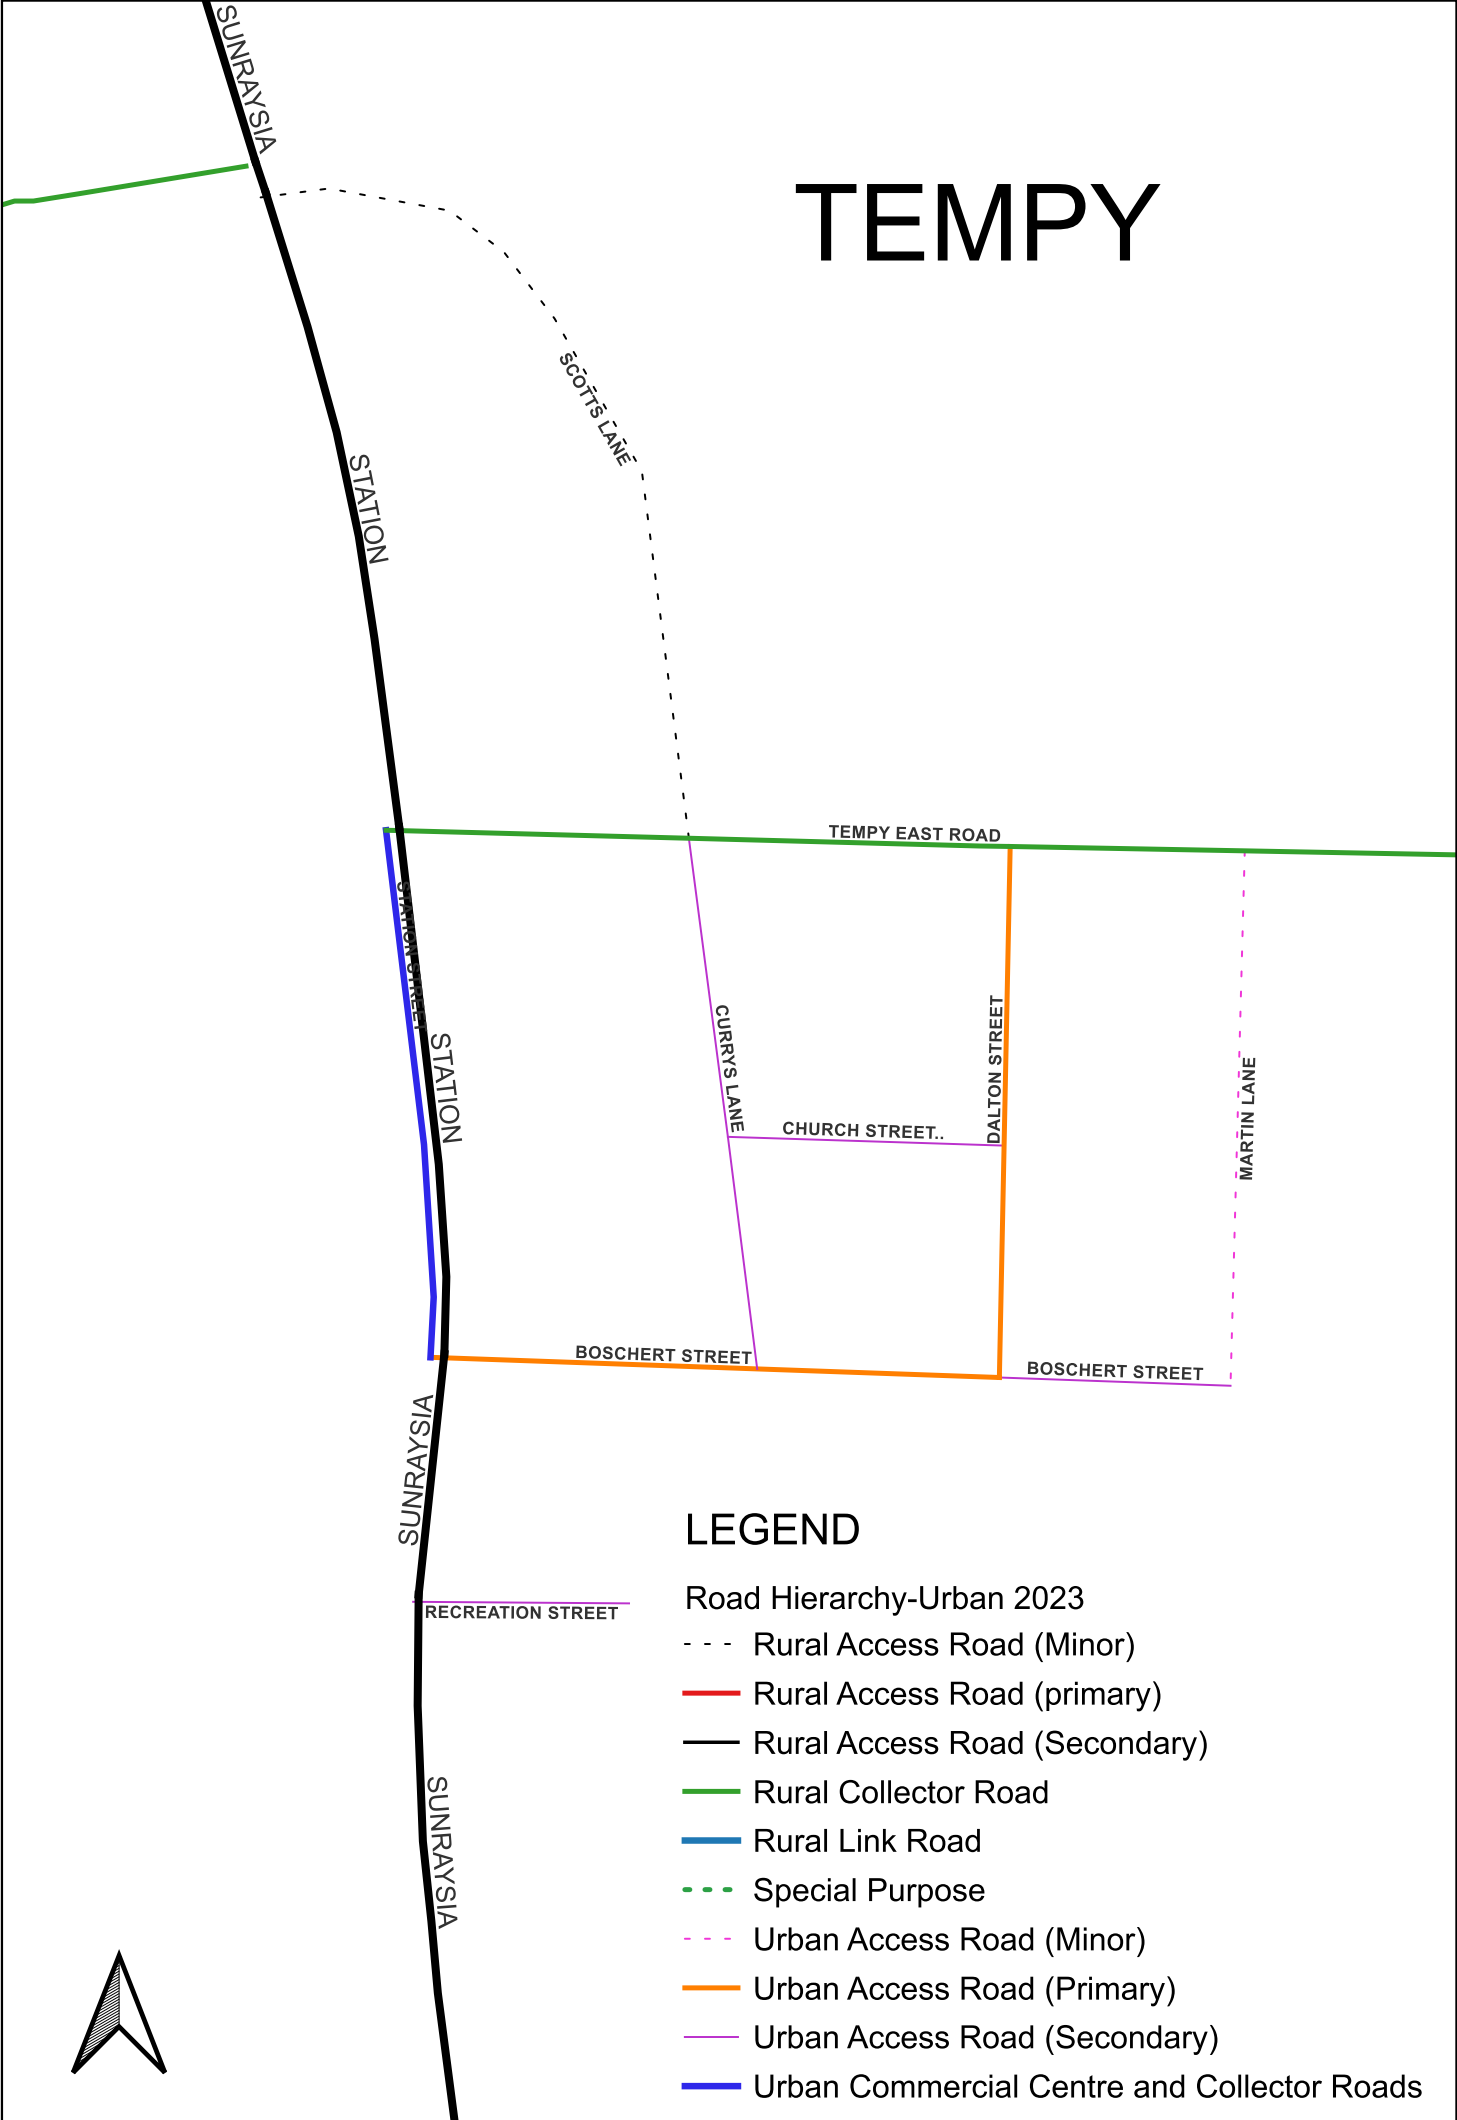 SUNRAYSIA
TEMPY
SCOTTS LANE
STATION
TEMPY EAST ROAD
STATION STREET
STATION
CURRYS LANE
DALTON STREET
MARTIN LANE
CHURCH STREET..
BOSCHERT STREET
BOSCHERT STREET
SUNRAYSIA
RECREATION STREET
SUNRAYSIA
LEGEND
Road Hierarchy-Urban 2023
Rural Access Road (Minor)
Rural Access Road (primary)
Rural Access Road (Secondary)
Rural Collector Road
Rural Link Road
Special Purpose
Urban Access Road (Minor)
Urban Access Road (Primary)
Urban Access Road (Secondary)
Urban Commercial Centre and Collector Roads